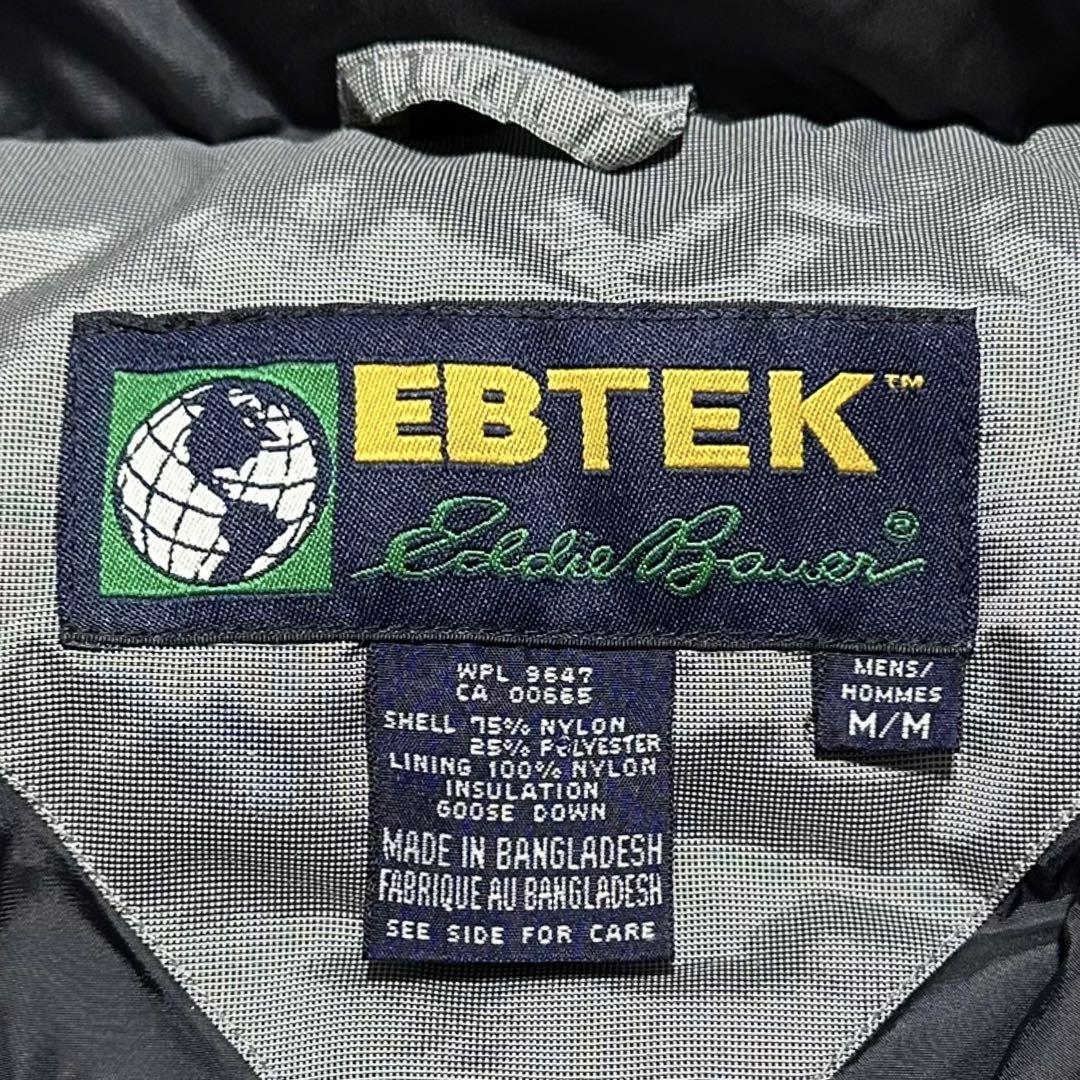 EBTEK™
Eddie Bauer®
WPL 9647
CA 00665
SHELL 75% NYLON
25% POLYESTER
LINING 100% NYLON
INSULATION
GOOSE DOWN
MADE IN BANGLADESH
FABRIQUE AU BANGLADESH
SEE SIDE FOR CARE
MENS/
HOMMES
M/M